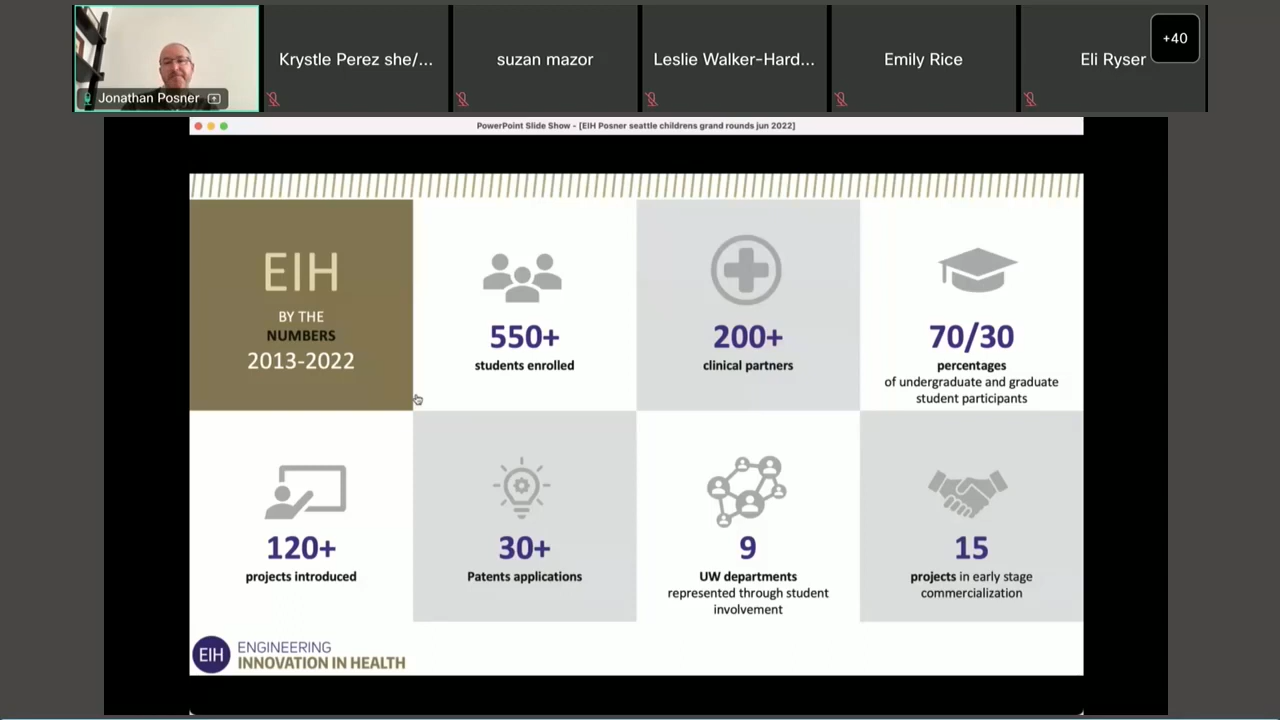 Jonathan Posner
Krystle Perez she/...
suzan mazor
Leslie Walker-Hard...
Emily Rice
Eli Ryser
+40
PowerPoint Slide Show - [EIH Posner seattle childrens grand rounds jun 2022]
EIH
BY THE
NUMBERS
2013-2022
550+
students enrolled
200+
clinical partners
70/30
percentages
of undergraduate and graduate
student participants
120+
projects introduced
30+
Patents applications
9
UW departments
represented through student
involvement
15
projects in early stage
commercialization
EIH
ENGINEERING
INNOVATION IN HEALTH